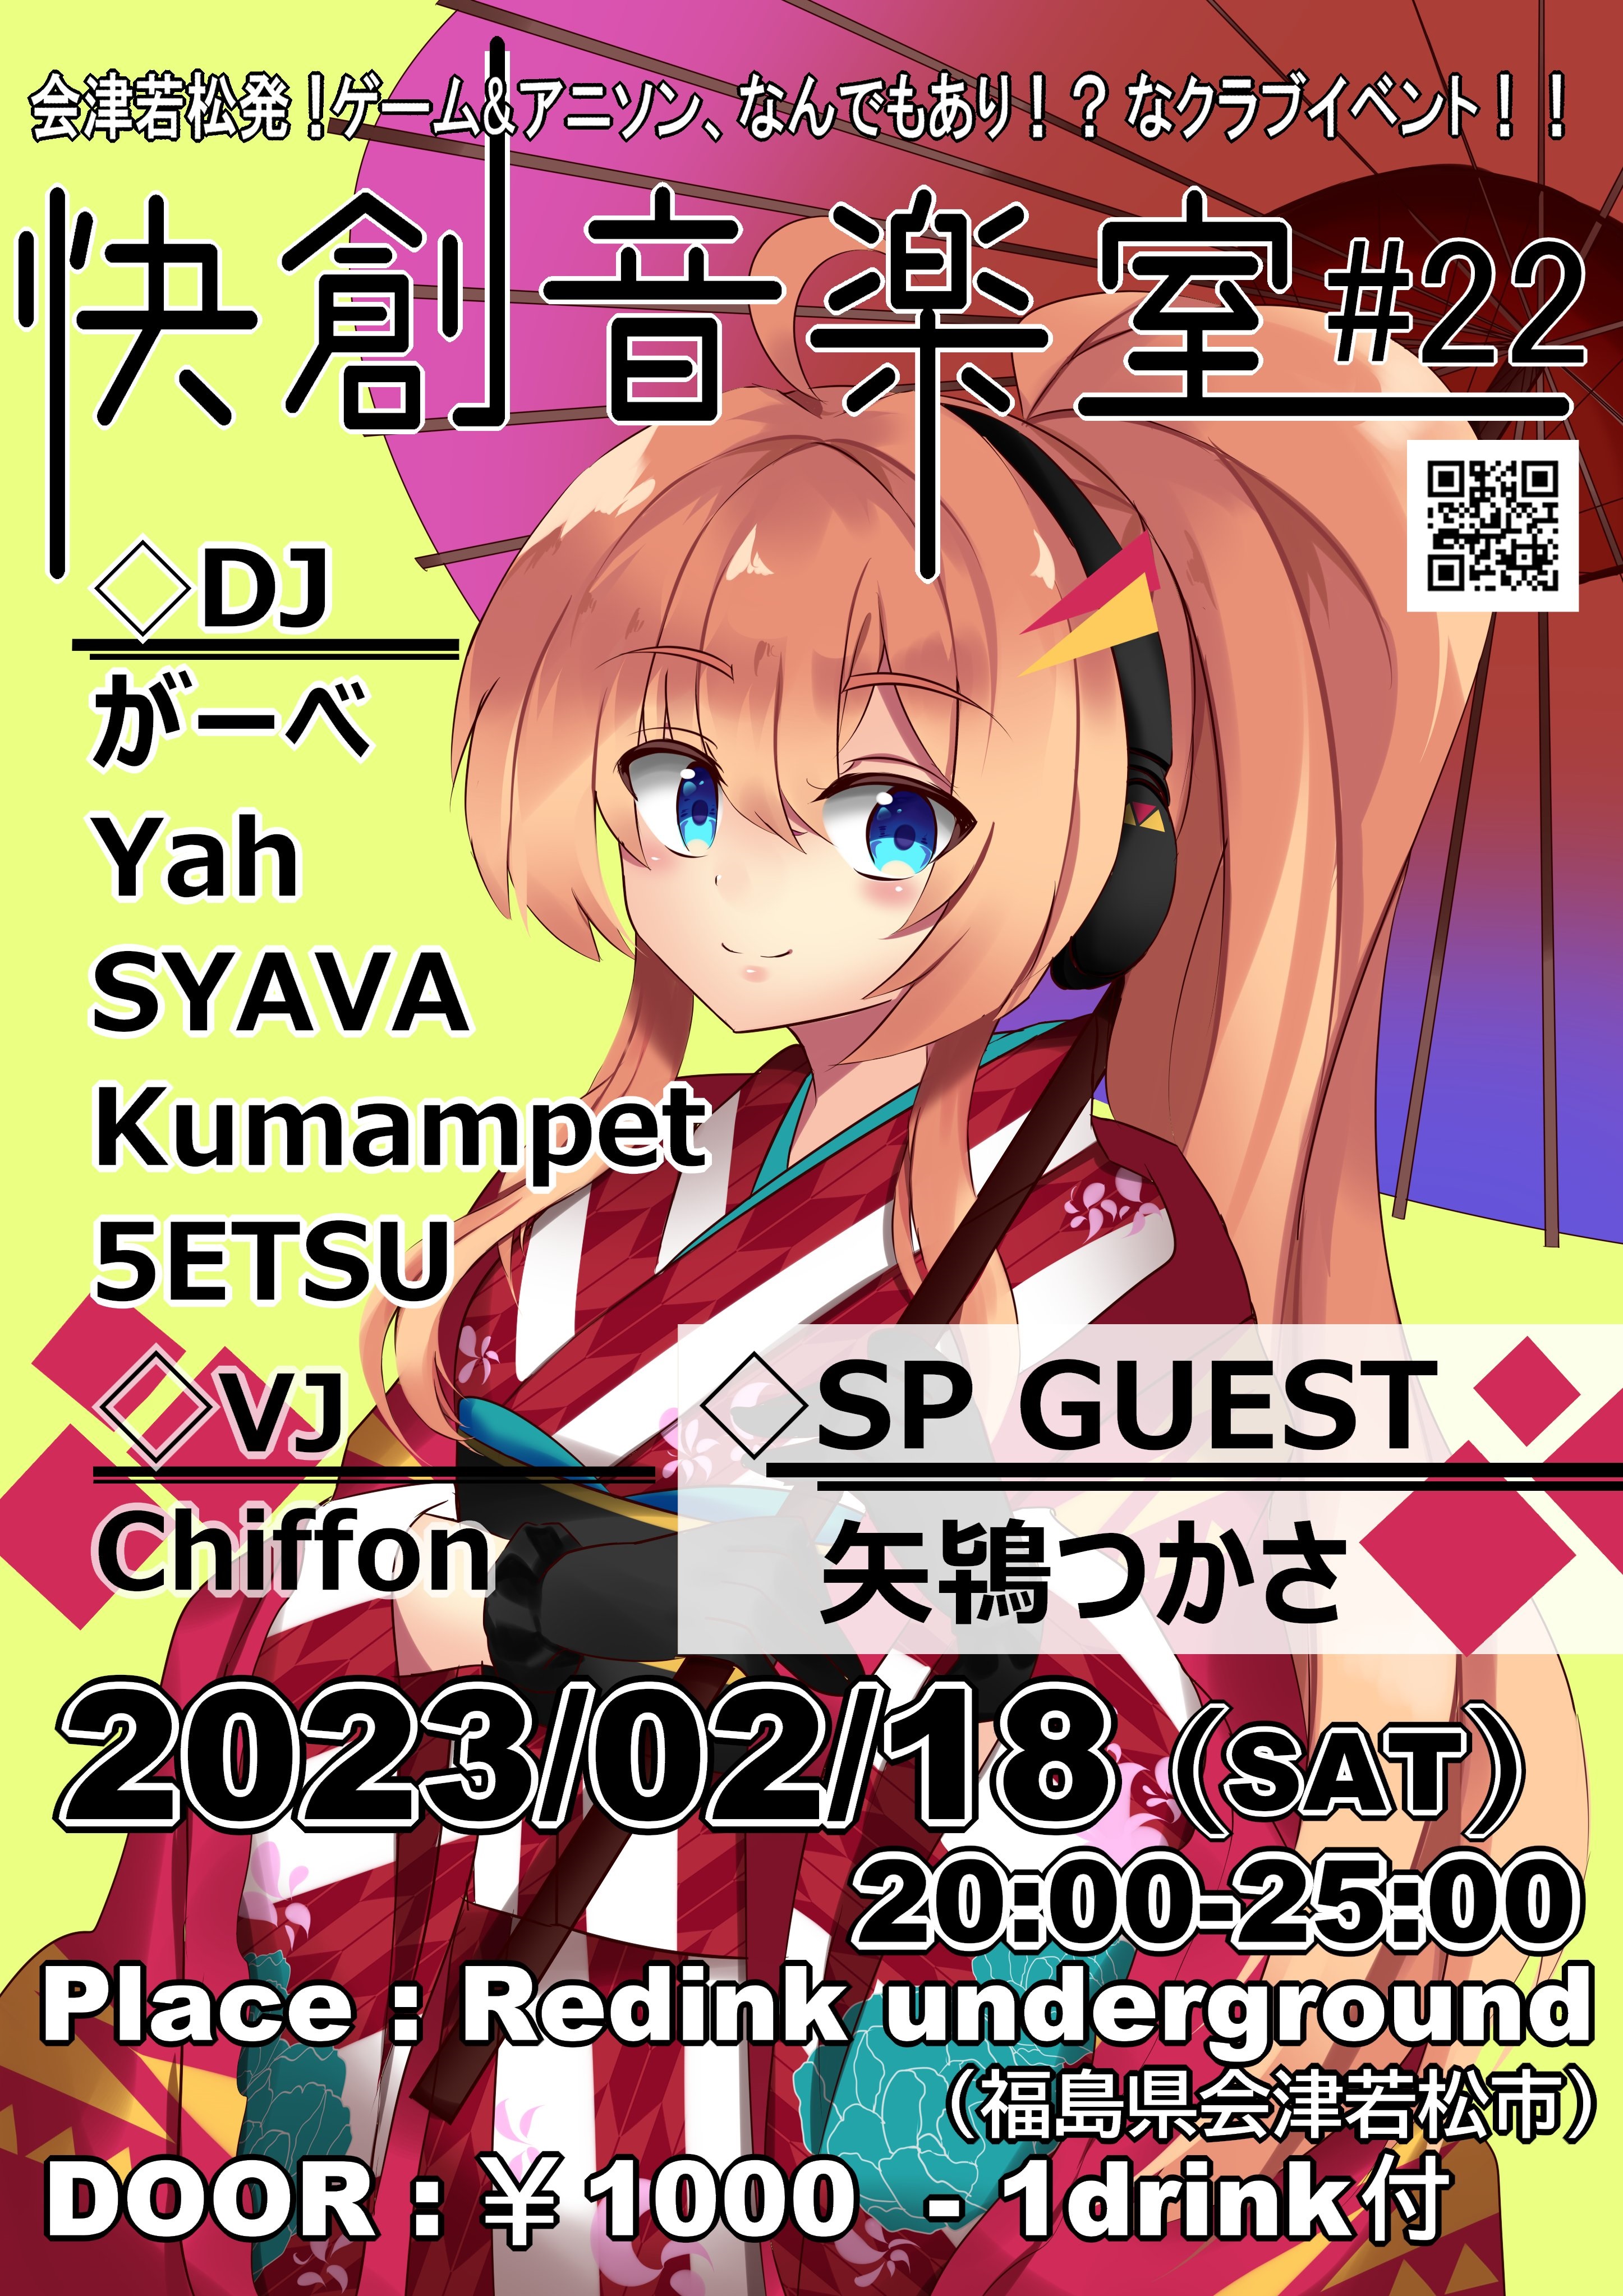 会津若松発！ゲーム&アニソン、なんでもあり！？なクラブイベント！！
快創音楽室#22
◇DJ
がーべ
Yah
SYAVA
Kumampet
5ETSU
◇VJ
Chiffon
◇SP GUEST
矢鴇つかさ
2023/02/18（SAT）
20:00-25:00
Place : Redink underground
（福島県会津若松市）
DOOR : ￥1000 - 1drink付